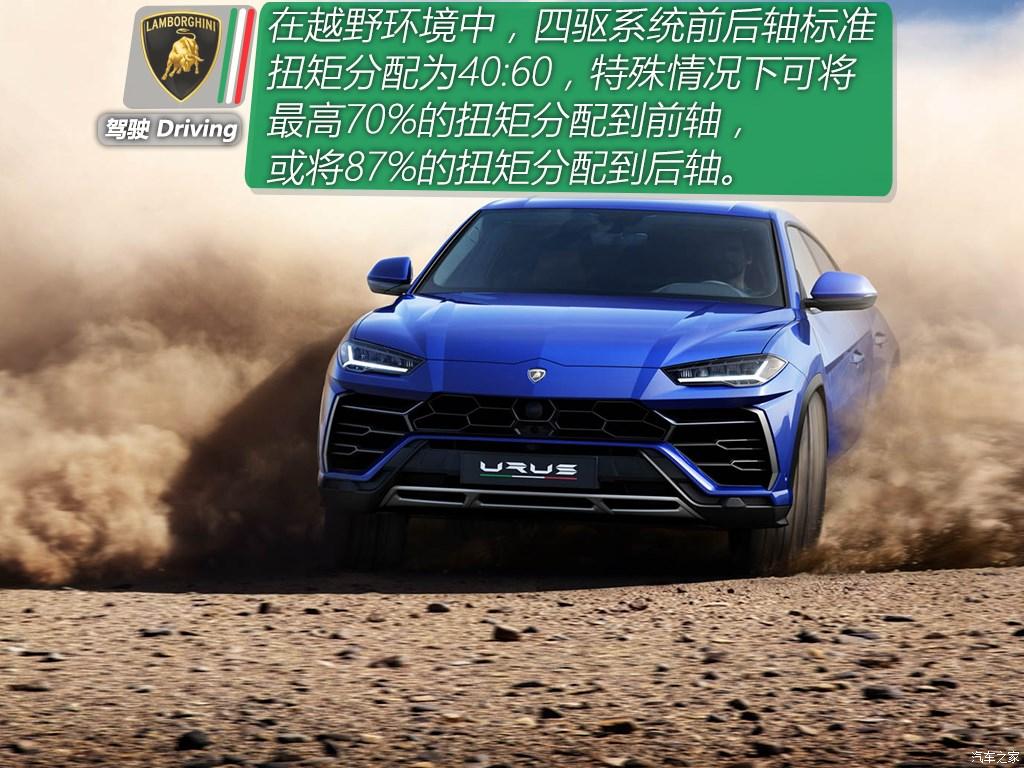 LAMBORGHINI
驾驶 Driving
在越野环境中，四驱系统前后轴标准
扭矩分配为40:60，特殊情况下可将
最高70%的扭矩分配到前轴，
或将87%的扭矩分配到后轴。
URUS
汽车之家